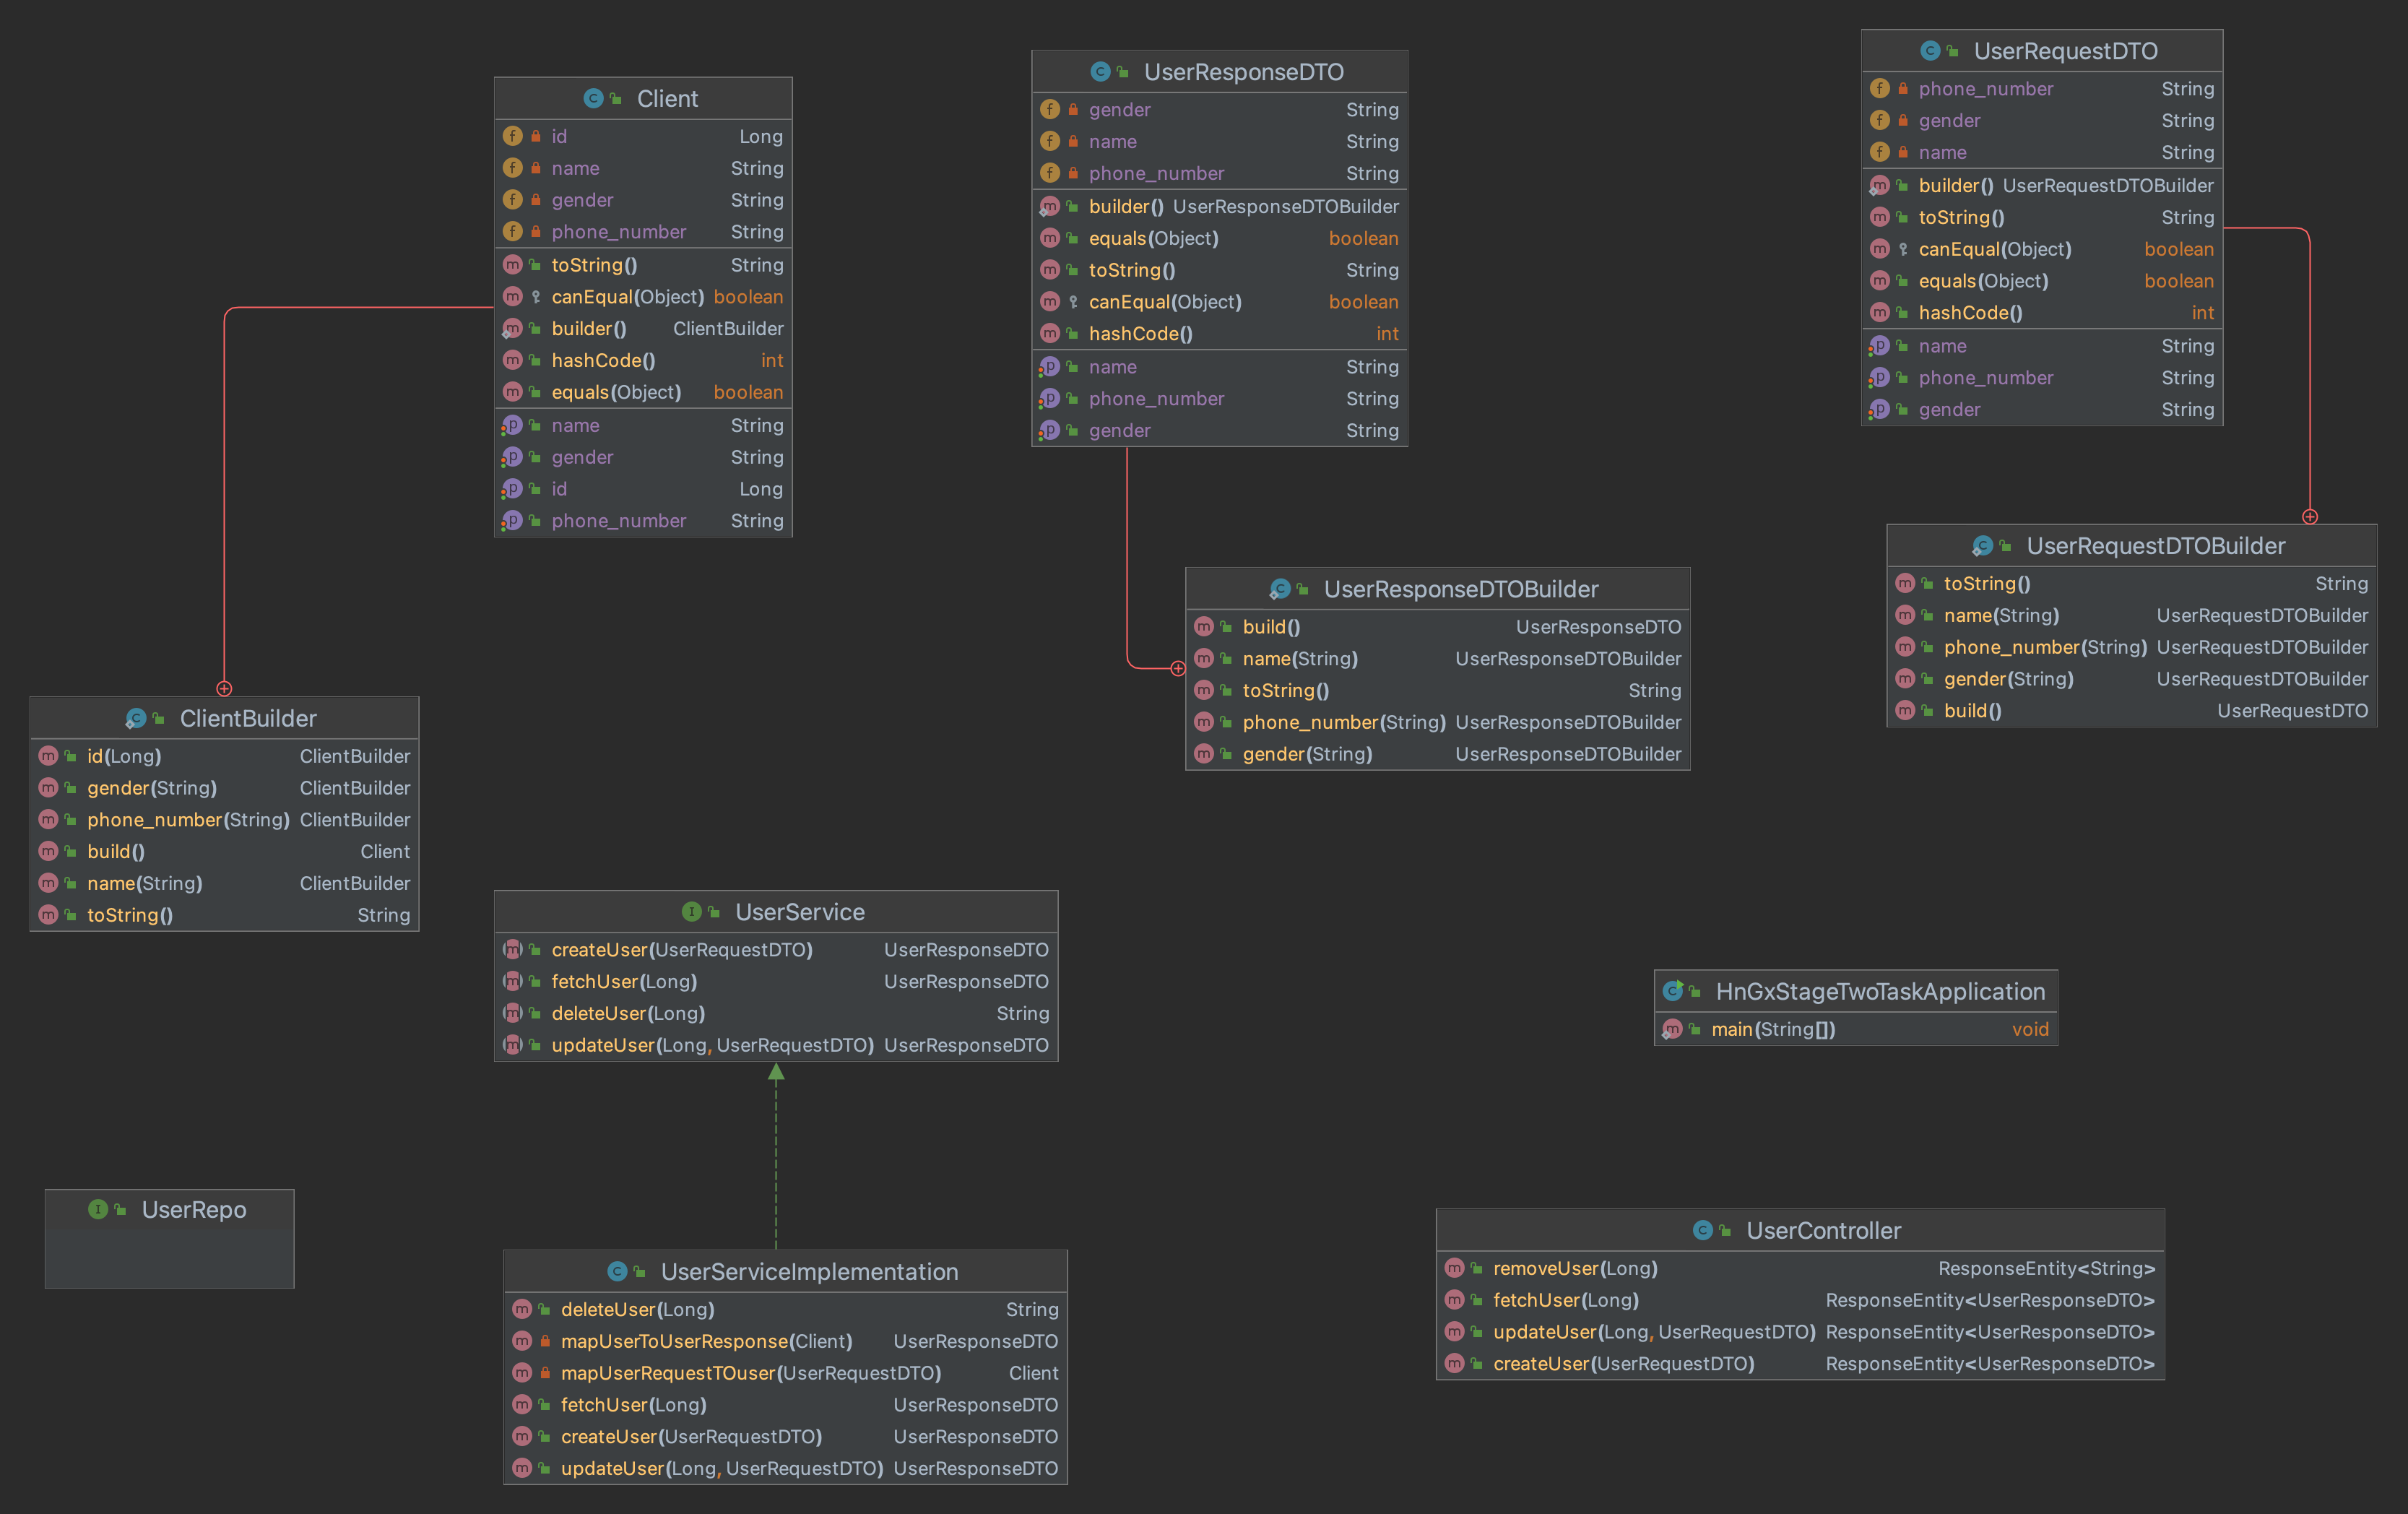 Client
id Long
name String
gender String
phone_number String
toString() String
canEqual(Object) boolean
builder() ClientBuilder
hashCode() int
equals(Object) boolean
name String
gender String
id Long
phone_number String
UserResponseDTO
gender String
name String
phone_number String
builder() UserResponseDTOBuilder
equals(Object) boolean
toString() String
canEqual(Object) boolean
hashCode() int
name String
phone_number String
gender String
UserRequestDTO
phone_number String
gender String
name String
builder() UserRequestDTOBuilder
toString() String
canEqual(Object) boolean
equals(Object) boolean
hashCode() int
name String
phone_number String
gender String
UserRequestDTOBuilder
toString() String
name(String) UserRequestDTOBuilder
phone_number(String) UserRequestDTOBuilder
gender(String) UserRequestDTOBuilder
build() UserRequestDTO
UserResponseDTOBuilder
build() UserResponseDTO
name(String) UserResponseDTOBuilder
toString() String
phone_number(String) UserResponseDTOBuilder
gender(String) UserResponseDTOBuilder
ClientBuilder
id(Long) ClientBuilder
gender(String) ClientBuilder
phone_number(String) ClientBuilder
build() Client
name(String) ClientBuilder
toString() String
UserService
createUser(UserRequestDTO) UserResponseDTO
fetchUser(Long) UserResponseDTO
deleteUser(Long) String
updateUser(Long, UserRequestDTO) UserResponseDTO
HnGxStageTwoTaskApplication
main(String[]) void
UserRepo
UserServiceImplementation
deleteUser(Long) String
mapUserToUserResponse(Client) UserResponseDTO
mapUserRequestTOuser(UserRequestDTO) Client
fetchUser(Long) UserResponseDTO
createUser(UserRequestDTO) UserResponseDTO
updateUser(Long, UserRequestDTO) UserResponseDTO
UserController
removeUser(Long) ResponseEntity<String>
fetchUser(Long) ResponseEntity<UserResponseDTO>
updateUser(Long, UserRequestDTO) ResponseEntity<UserResponseDTO>
createUser(UserRequestDTO) ResponseEntity<UserResponseDTO>